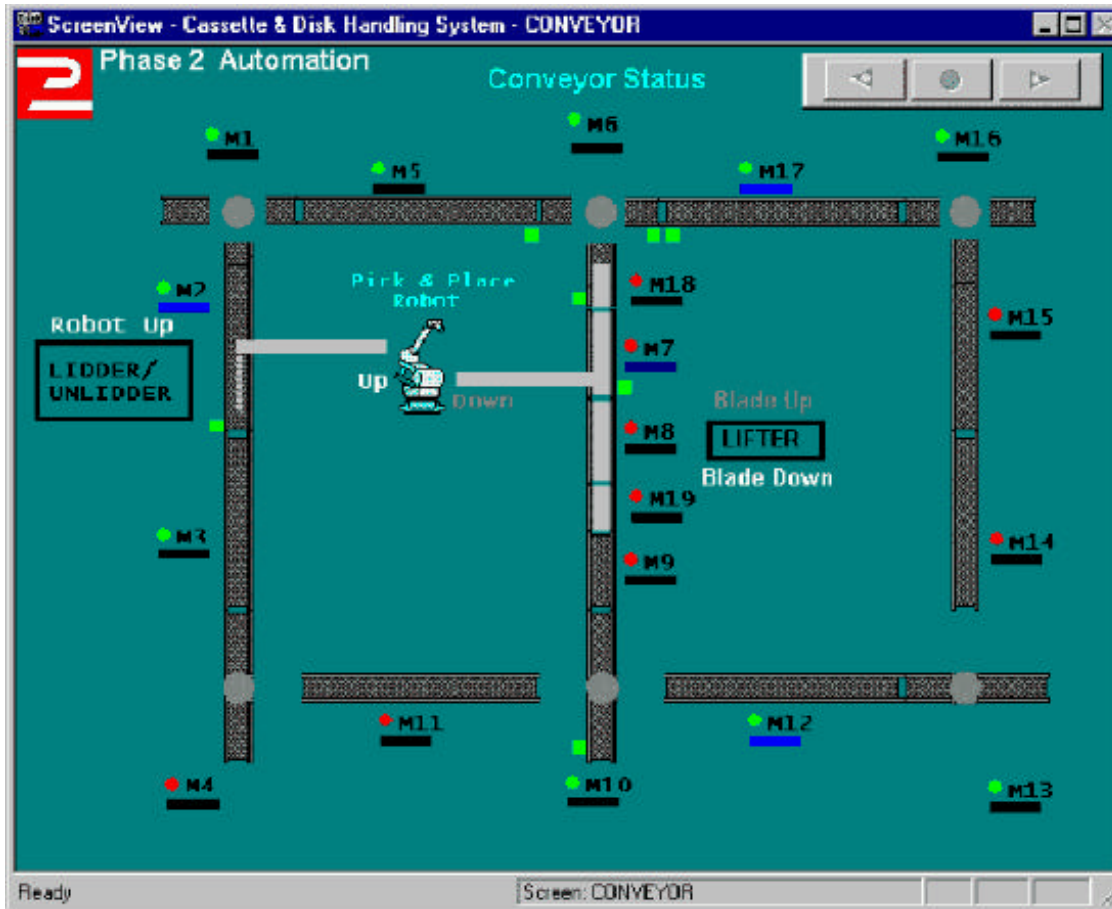 ScreenView - Cassette & Disk Handling System - CONVEYOR
Phase 2 Automation
Conveyor Status
M1
M6
M16
M5
M17
M2
Pick & Place
Robot
M18
M15
Robot Up
M7
LIDDER/
UNLIDDER
Up
Down
Blade Up
M8
LIFTER
Blade Down
M19
M3
M9
M14
M11
M12
M4
M10
M13
Ready
Screen: CONVEYOR